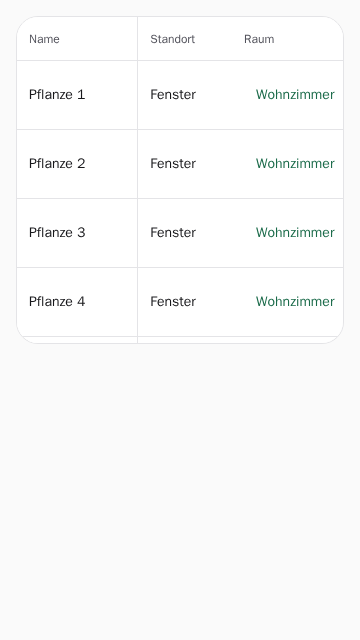 Name Standort Raum
Pflanze 1 Fenster Wohnzimmer
Pflanze 2 Fenster Wohnzimmer
Pflanze 3 Fenster Wohnzimmer
Pflanze 4 Fenster Wohnzimmer